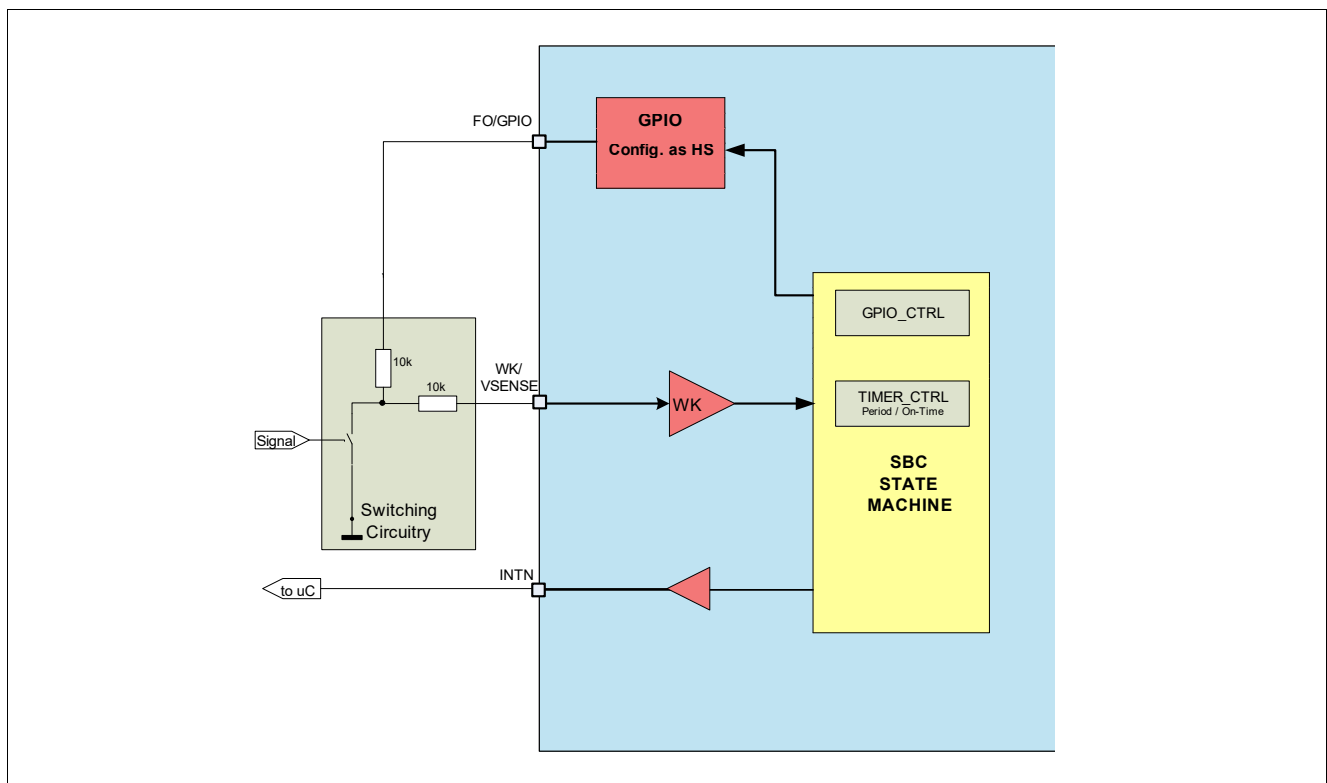 FO/GPIO
GPIO
Config. as HS
GPIO_CTRL
10k
10k
WK/
VSENSE
WK
TIMER_CTRL
Period / On-Time
Signal
SBC
STATE
MACHINE
Switching
Circuitry
INTN
to uC